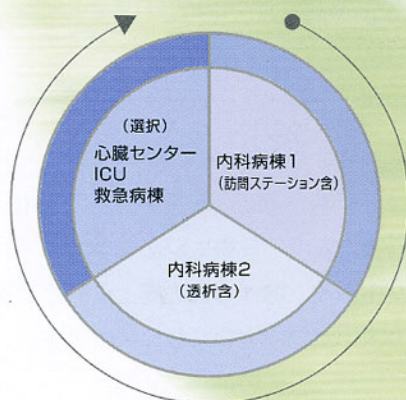 (選択)
心臓センター
ICU
救急病棟
内科病棟1
(訪問ステーション含)
内科病棟2
(透析含)